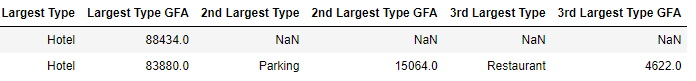 Largest Type Largest Type GFA 2nd Largest Type 2nd Largest Type GFA 3rd Largest Type 3rd Largest Type GFA
Hotel 88434.0 NaN NaN NaN NaN
Hotel 83880.0 Parking 15064.0 Restaurant 4622.0